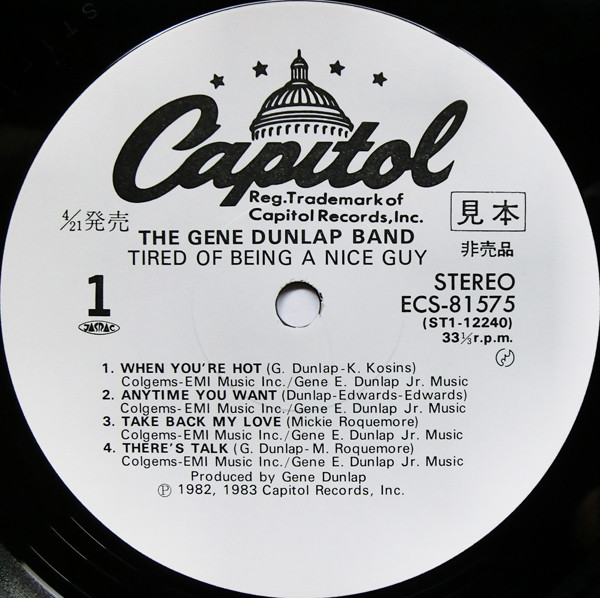 Capitol
Reg.Trademark of
Capitol Records,Inc.
4/21発売
見本
非売品
THE GENE DUNLAP BAND
TIRED OF BEING A NICE GUY
1
JASRAC
STEREO
ECS-81575
(ST1-12240)
33⅓r.p.m.
1. WHEN YOU'RE HOT (G. Dunlap-K. Kosins)
Colgems-EMI Music Inc./Gene E. Dunlap Jr. Music
2. ANYTIME YOU WANT (Dunlap-Edwards-Edwards)
Colgems-EMI Music Inc./Gene E. Dunlap Jr. Music
3. TAKE BACK MY LOVE (Mickie Roquemore)
Colgems-EMI Music Inc./Gene E. Dunlap Jr. Music
4. THERE'S TALK (G. Dunlap-M. Roquemore)
Colgems-EMI Music Inc./Gene E. Dunlap Jr. Music
Produced by Gene Dunlap
Ⓟ 1982, 1983 Capitol Records, Inc.